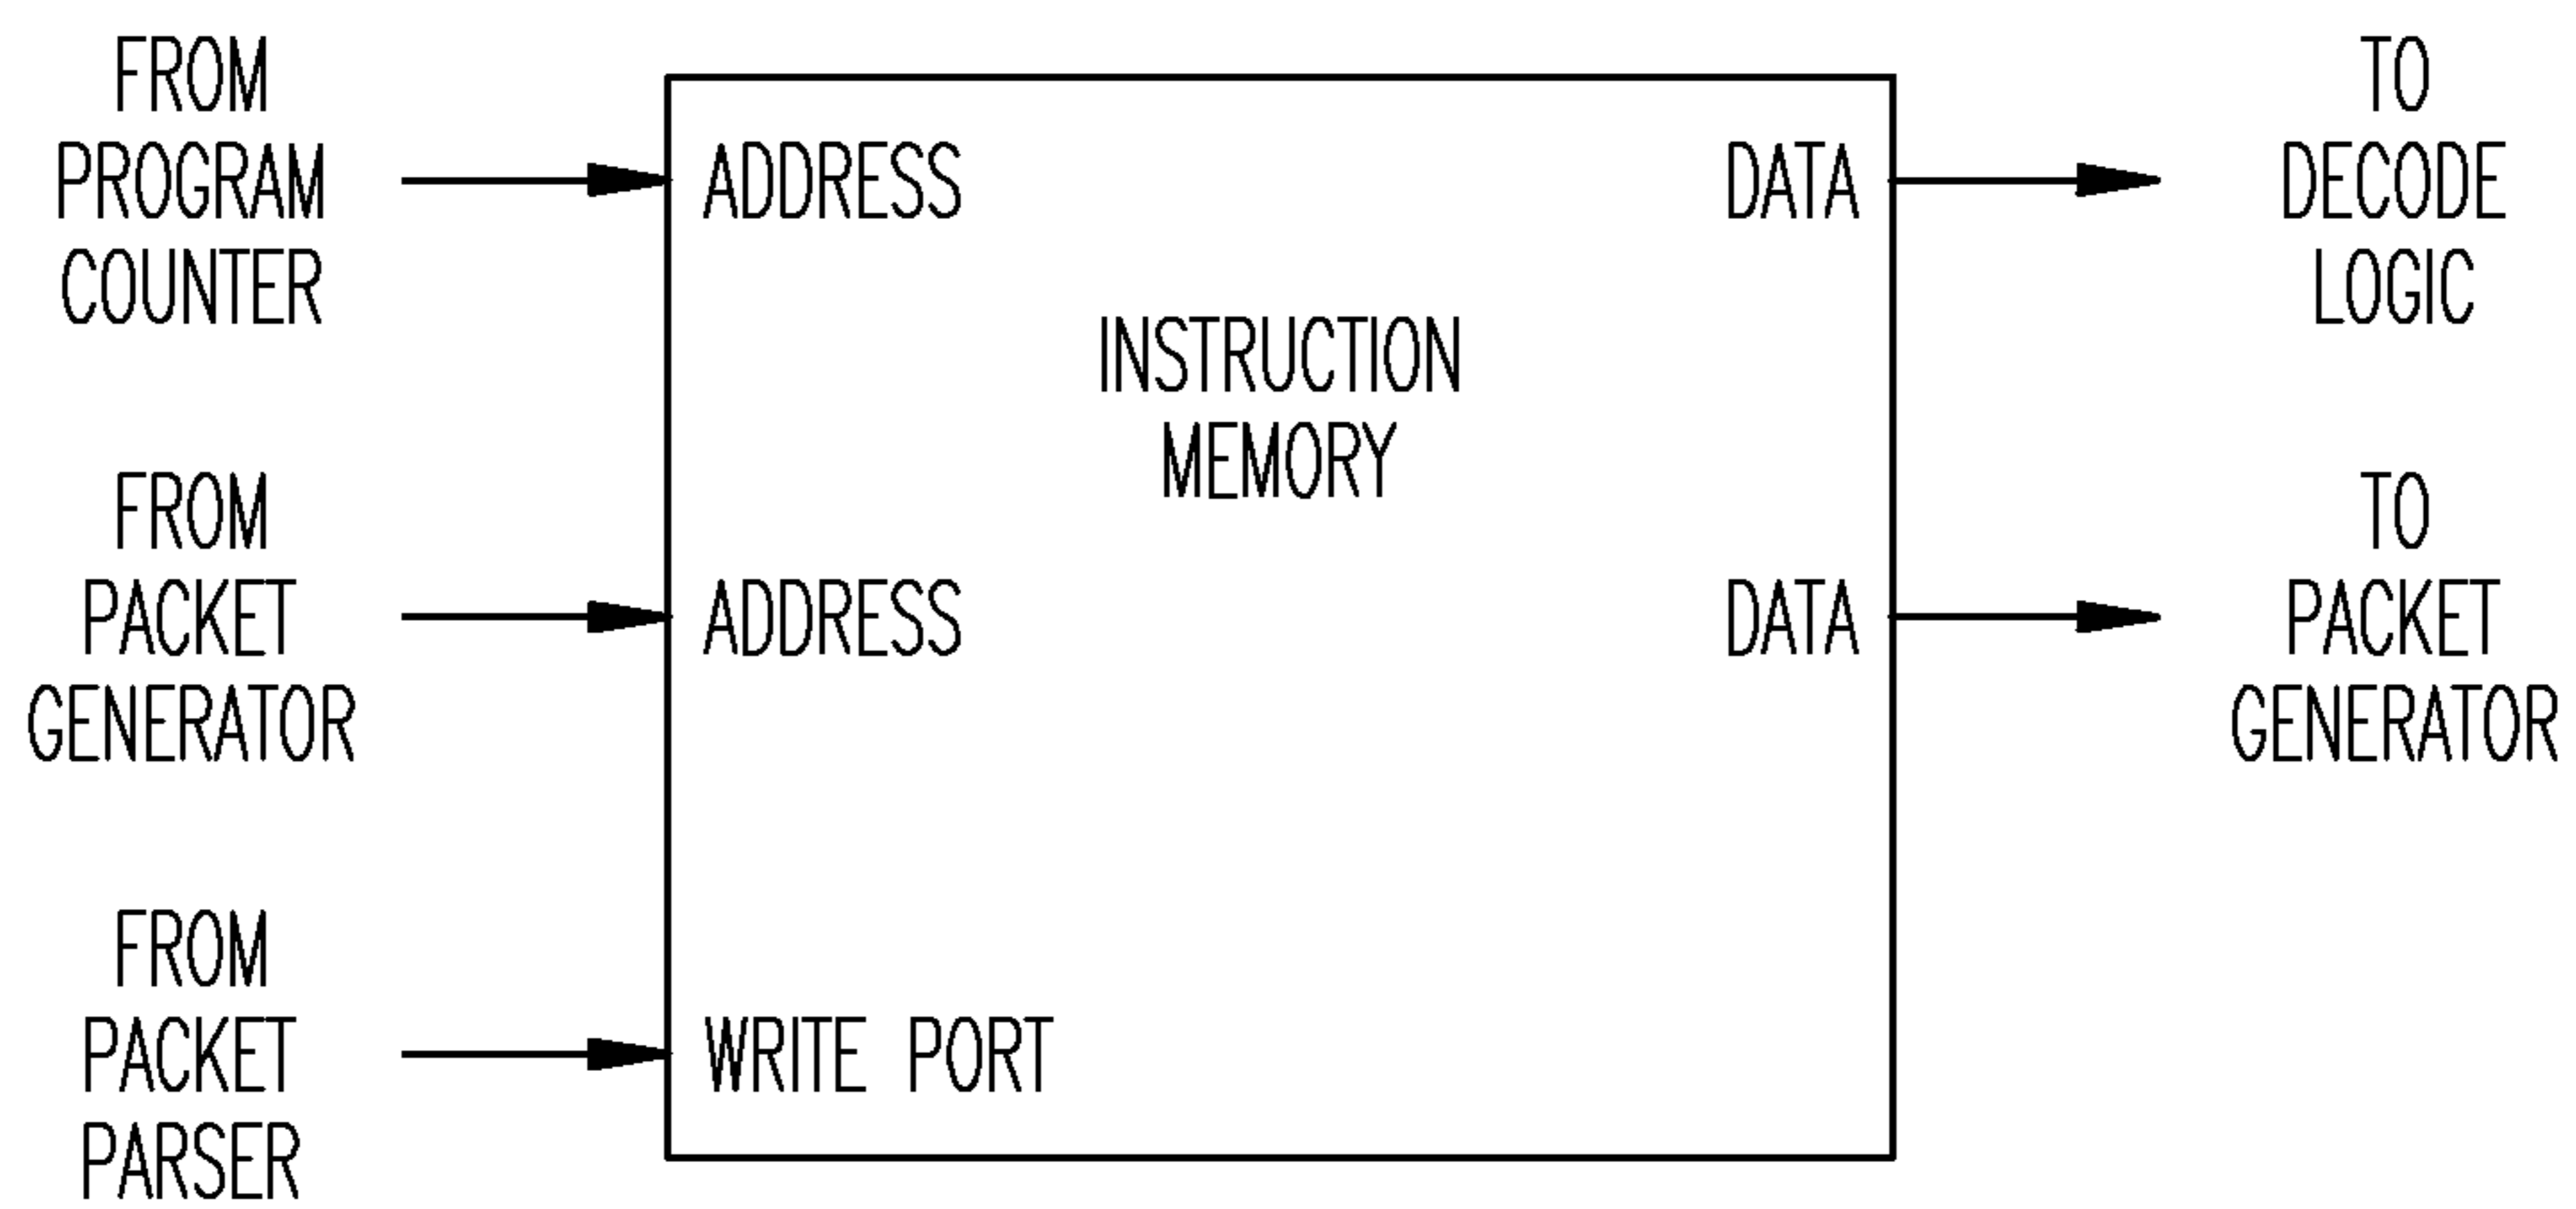 FROM
PROGRAM
COUNTER
ADDRESS
DATA
TO
DECODE
LOGIC
INSTRUCTION
MEMORY
FROM
PACKET
GENERATOR
ADDRESS
DATA
TO
PACKET
GENERATOR
FROM
PACKET
PARSER
WRITE PORT